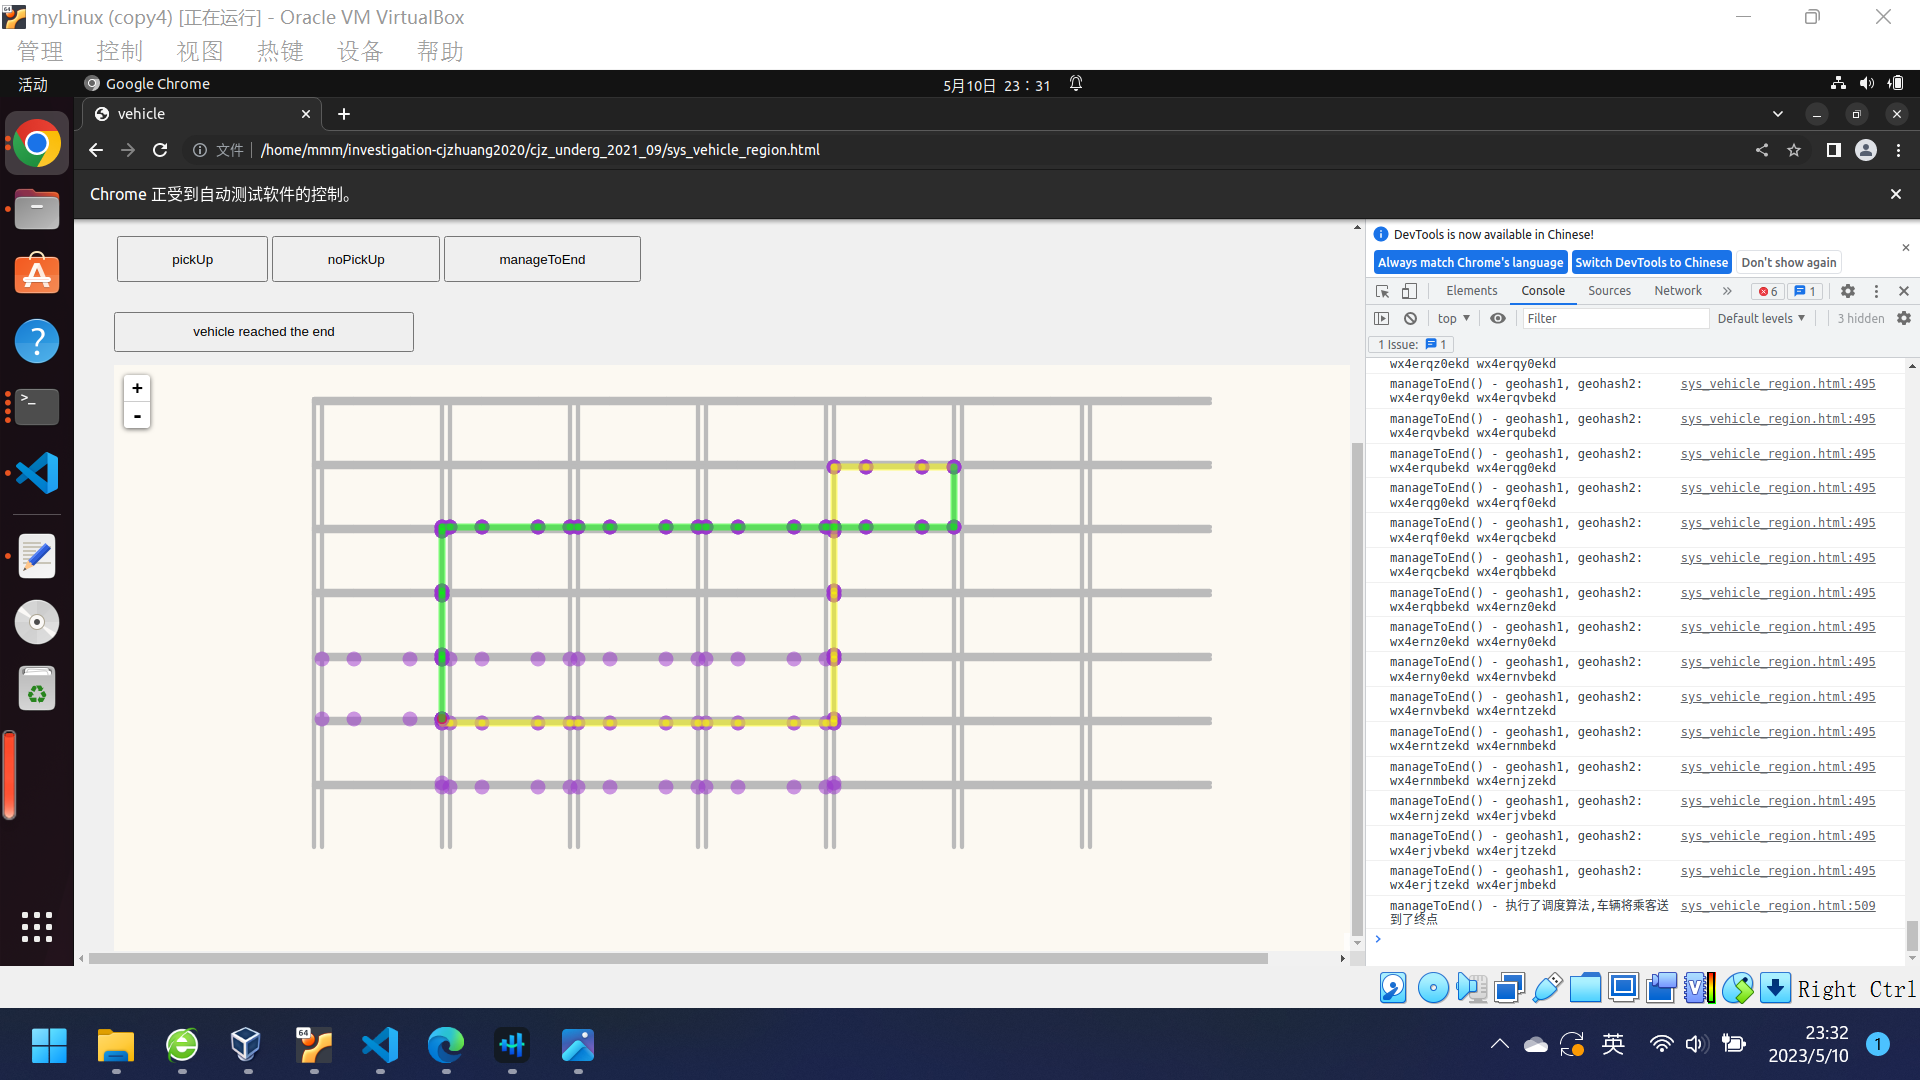 myLinux (copy4) [正在运行] - Oracle VM VirtualBox
管理 控制 视图 热键 设备 帮助
活动 Google Chrome 5月10日 23：31
vehicle
文件 /home/mmm/investigation-cjzhuang2020/cjz_underg_2021_09/sys_vehicle_region.html
Chrome 正受到自动测试软件的控制。
pickUp noPickUp manageToEnd
vehicle reached the end
+
-
DevTools is now available in Chinese!
Always match Chrome's language Switch DevTools to Chinese Don't show again
Elements Console Sources Network » 6 1
top Filter Default levels 3 hidden
1 Issue: 1
wx4erqz0ekd wx4erqy0ekd
manageToEnd() - geohash1, geohash2: sys_vehicle_region.html:495
wx4erqy0ekd wx4erqvbekd
manageToEnd() - geohash1, geohash2: sys_vehicle_region.html:495
wx4erqvbekd wx4erqubekd
manageToEnd() - geohash1, geohash2: sys_vehicle_region.html:495
wx4erqubekd wx4erqg0ekd
manageToEnd() - geohash1, geohash2: sys_vehicle_region.html:495
wx4erqg0ekd wx4erqf0ekd
manageToEnd() - geohash1, geohash2: sys_vehicle_region.html:495
wx4erqf0ekd wx4erqcbekd
manageToEnd() - geohash1, geohash2: sys_vehicle_region.html:495
wx4erqcbekd wx4erqbbekd
manageToEnd() - geohash1, geohash2: sys_vehicle_region.html:495
wx4erqbbekd wx4ernz0ekd
manageToEnd() - geohash1, geohash2: sys_vehicle_region.html:495
wx4ernz0ekd wx4erny0ekd
manageToEnd() - geohash1, geohash2: sys_vehicle_region.html:495
wx4erny0ekd wx4ernvbekd
manageToEnd() - geohash1, geohash2: sys_vehicle_region.html:495
wx4ernvbekd wx4erntzekd
manageToEnd() - geohash1, geohash2: sys_vehicle_region.html:495
wx4erntzekd wx4ernmbekd
manageToEnd() - geohash1, geohash2: sys_vehicle_region.html:495
wx4ernmbekd wx4ernjzekd
manageToEnd() - geohash1, geohash2: sys_vehicle_region.html:495
wx4ernjzekd wx4erjvbekd
manageToEnd() - geohash1, geohash2: sys_vehicle_region.html:495
wx4erjvbekd wx4erjtzekd
manageToEnd() - geohash1, geohash2: sys_vehicle_region.html:495
wx4erjtzekd wx4erjmbekd
manageToEnd() - 执行了调度算法,车辆将乘客送 sys_vehicle_region.html:509
到了终点
Right Ctrl
64
英 23:32
2023/5/10 1